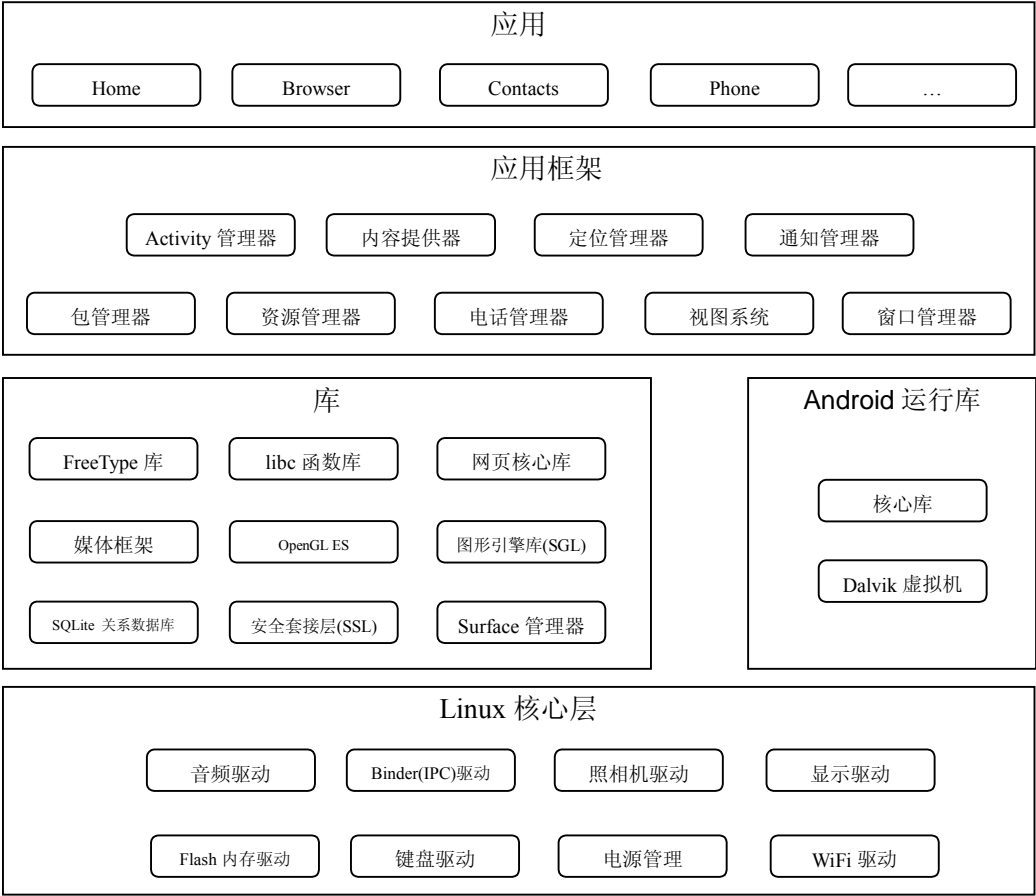 应用
Home Browser Contacts Phone …
应用框架
Activity 管理器 内容提供器 定位管理器 通知管理器
包管理器 资源管理器 电话管理器 视图系统 窗口管理器
库
FreeType 库 libc 函数库 网页核心库
媒体框架 OpenGL ES 图形引擎库(SGL)
SQLite 关系数据库 安全套接层(SSL) Surface 管理器
Android 运行库
核心库
Dalvik 虚拟机
Linux 核心层
音频驱动 Binder(IPC)驱动 照相机驱动 显示驱动
Flash 内存驱动 键盘驱动 电源管理 WiFi 驱动